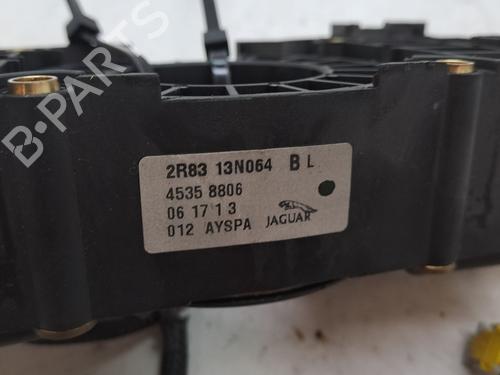 2R83 13N064 B L
4535 8806
06 17 1 3
012 AYSPA JAGUAR
B-PARTS